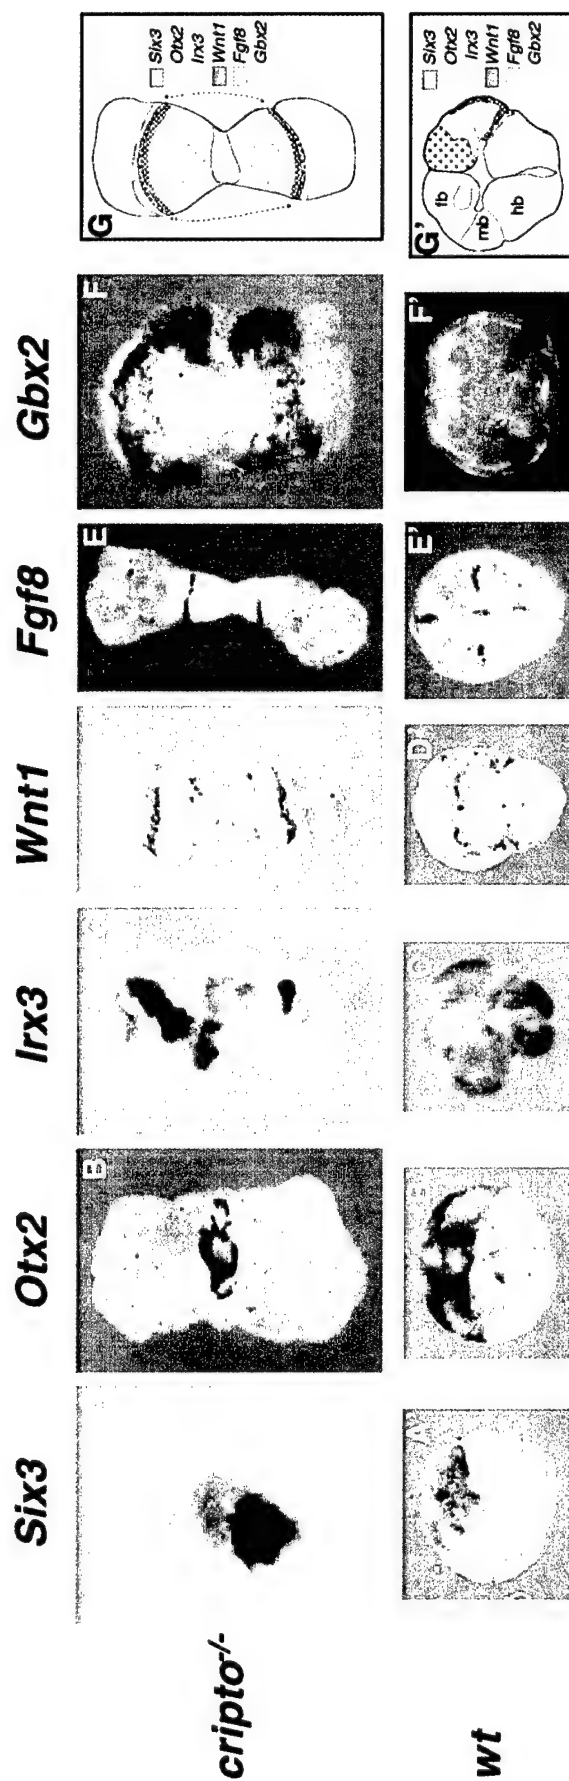 Six3 Otx2 Irx3 Wnt1 Fgf8 Gbx2
cripto-/-
B
E
F
G
Six3
Otx2
Irx3
Wnt1
Fgf8
Gbx2
wt
D'
E'
F'
G'
fb
mb
hb
Six3
Otx2
Irx3
Wnt1
Fgf8
Gbx2